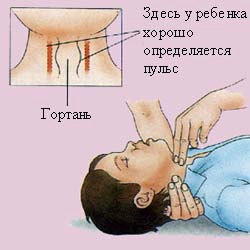 Здесь у ребенка
хорошо
определяется
пульс
Гортань